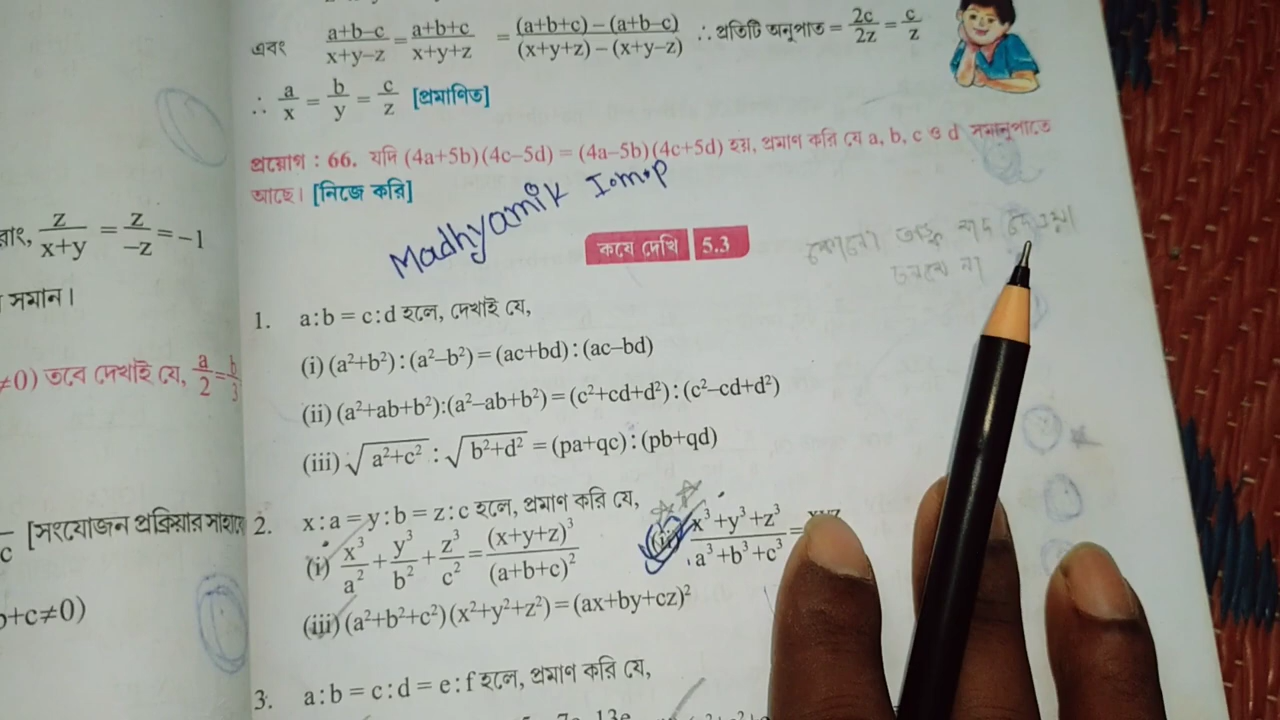 এবং (a+b−c)/(x+y−z) = (a+b+c)/(x+y+z) = ((a+b+c)−(a+b−c))/((x+y+z)−(x+y−z)) ∴ প্রতিটি অনুপাত = 2c/2z = c/z
∴ a/x = b/y = c/z [প্রমাণিত]
প্রয়োগ : 66. যদি (4a+5b)(4c−5d) = (4a−5b)(4c+5d) হয়, প্রমাণ করি যে a, b, c ও d সমানুপাতে
আছে। [নিজে করি]
Madhyamik I.m.p
z/(x+y) = z/−z = −1
সমান।
≠0) তবে দেখাই যে, a/2 = b/3
[সংযোজন প্রক্রিয়ার সাহায্যে
b+c≠0)
কষে দেখি 5.3
1. a:b = c:d হলে, দেখাই যে,
(i) (a²+b²) : (a²−b²) = (ac+bd) : (ac−bd)
(ii) (a²+ab+b²):(a²−ab+b²) = (c²+cd+d²) : (c²−cd+d²)
(iii) √(a²+c²) : √(b²+d²) = (pa+qc) : (pb+qd)
2. x:a = y:b = z:c হলে, প্রমাণ করি যে,
(i) x³/a² + y³/b² + z³/c² = (x+y+z)³/(a+b+c)² (ii) (x³+y³+z³)/(a³+b³+c³) =
(iii) (a²+b²+c²)(x²+y²+z²) = (ax+by+cz)²
3. a:b = c:d = e:f হলে, প্রমাণ করি যে,